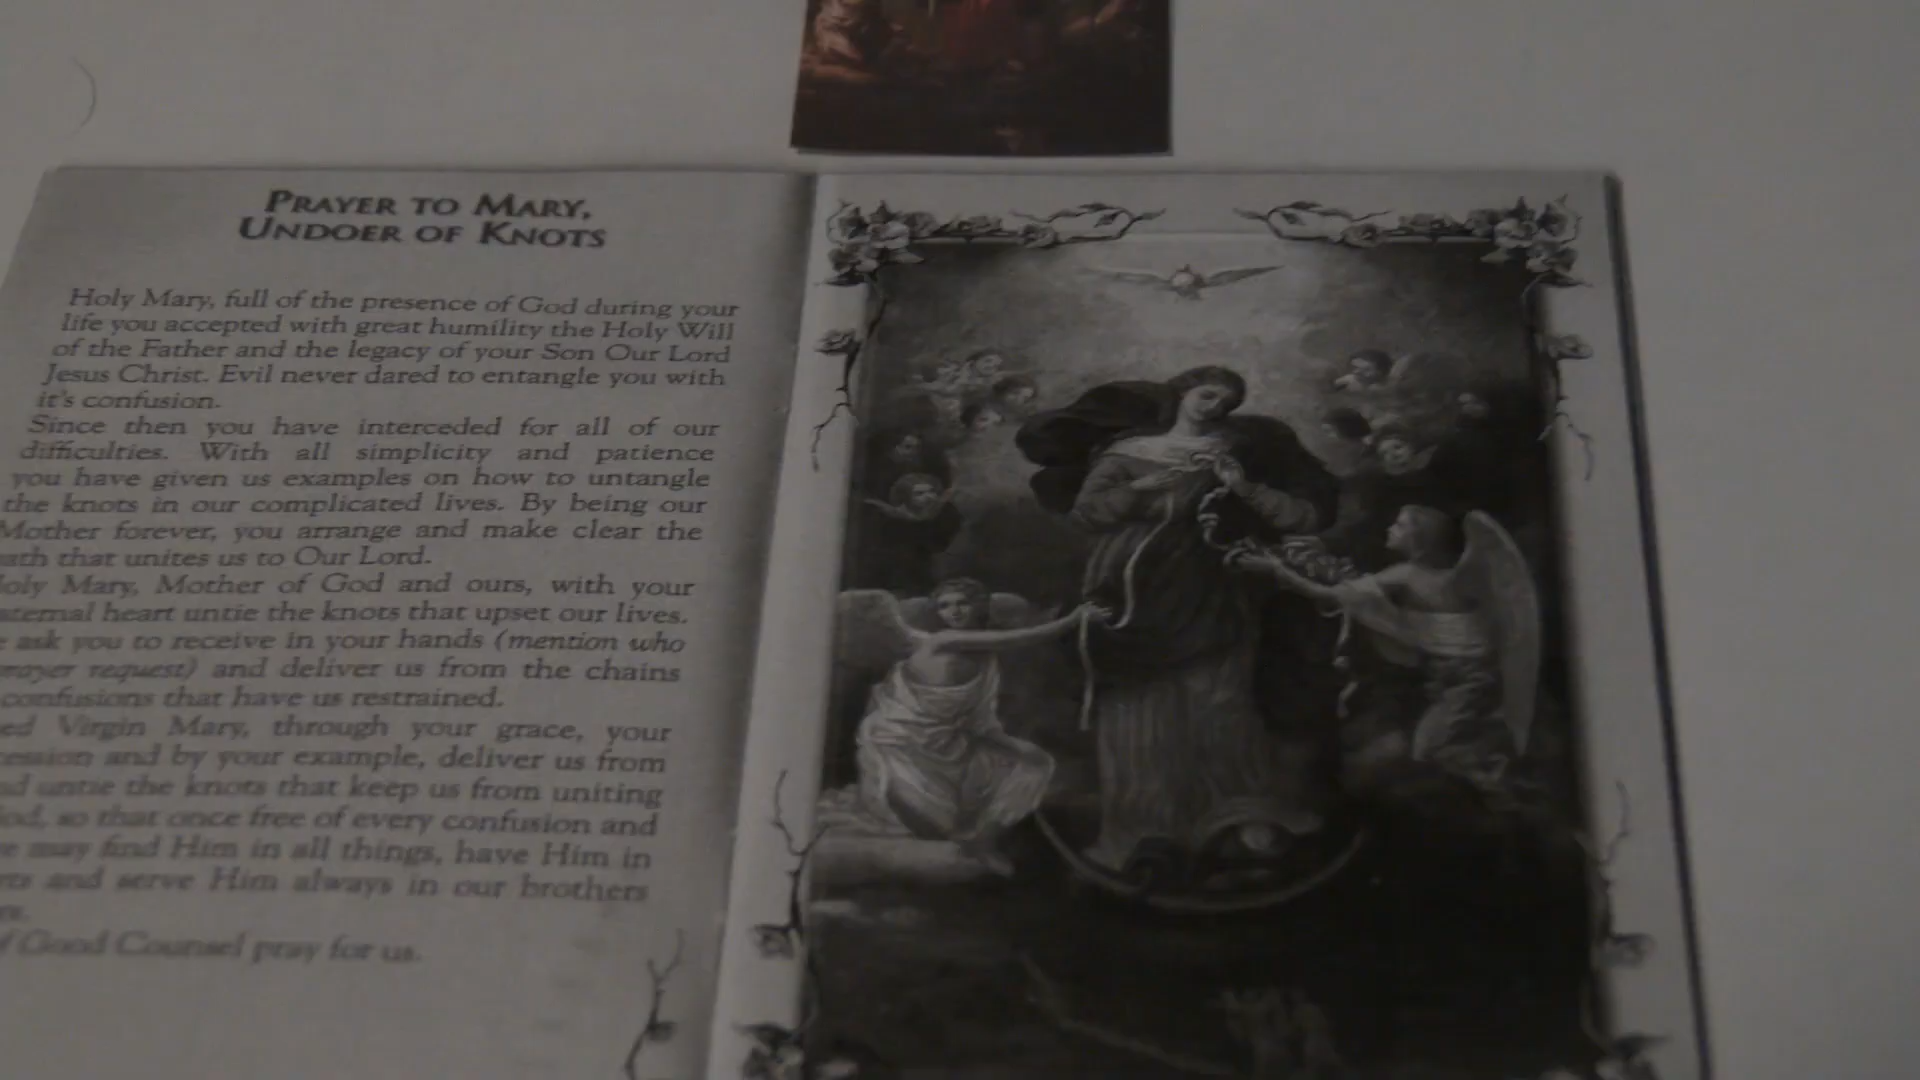 PRAYER TO MARY,
UNDOER OF KNOTS
Holy Mary, full of the presence of God during your
life you accepted with great humility the Holy Will
of the Father and the legacy of your Son Our Lord
Jesus Christ. Evil never dared to entangle you with
it's confusion.
Since then you have interceded for all of our
difficulties. With all simplicity and patience
you have given us examples on how to untangle
the knots in our complicated lives. By being our
Mother forever, you arrange and make clear the
that unites us to Our Lord.
Mary, Mother of God and ours, with your
heart untie the knots that upset our lives.
ask you to receive in your hands (mention who
request) and deliver us from the chains
confusions that have us restrained.
Virgin Mary, through your grace, your
and by your example, deliver us from
untie the knots that keep us from uniting
so that once free of every confusion and
may find Him in all things, have Him in
and serve Him always in our brothers
Good Counsel pray for us.